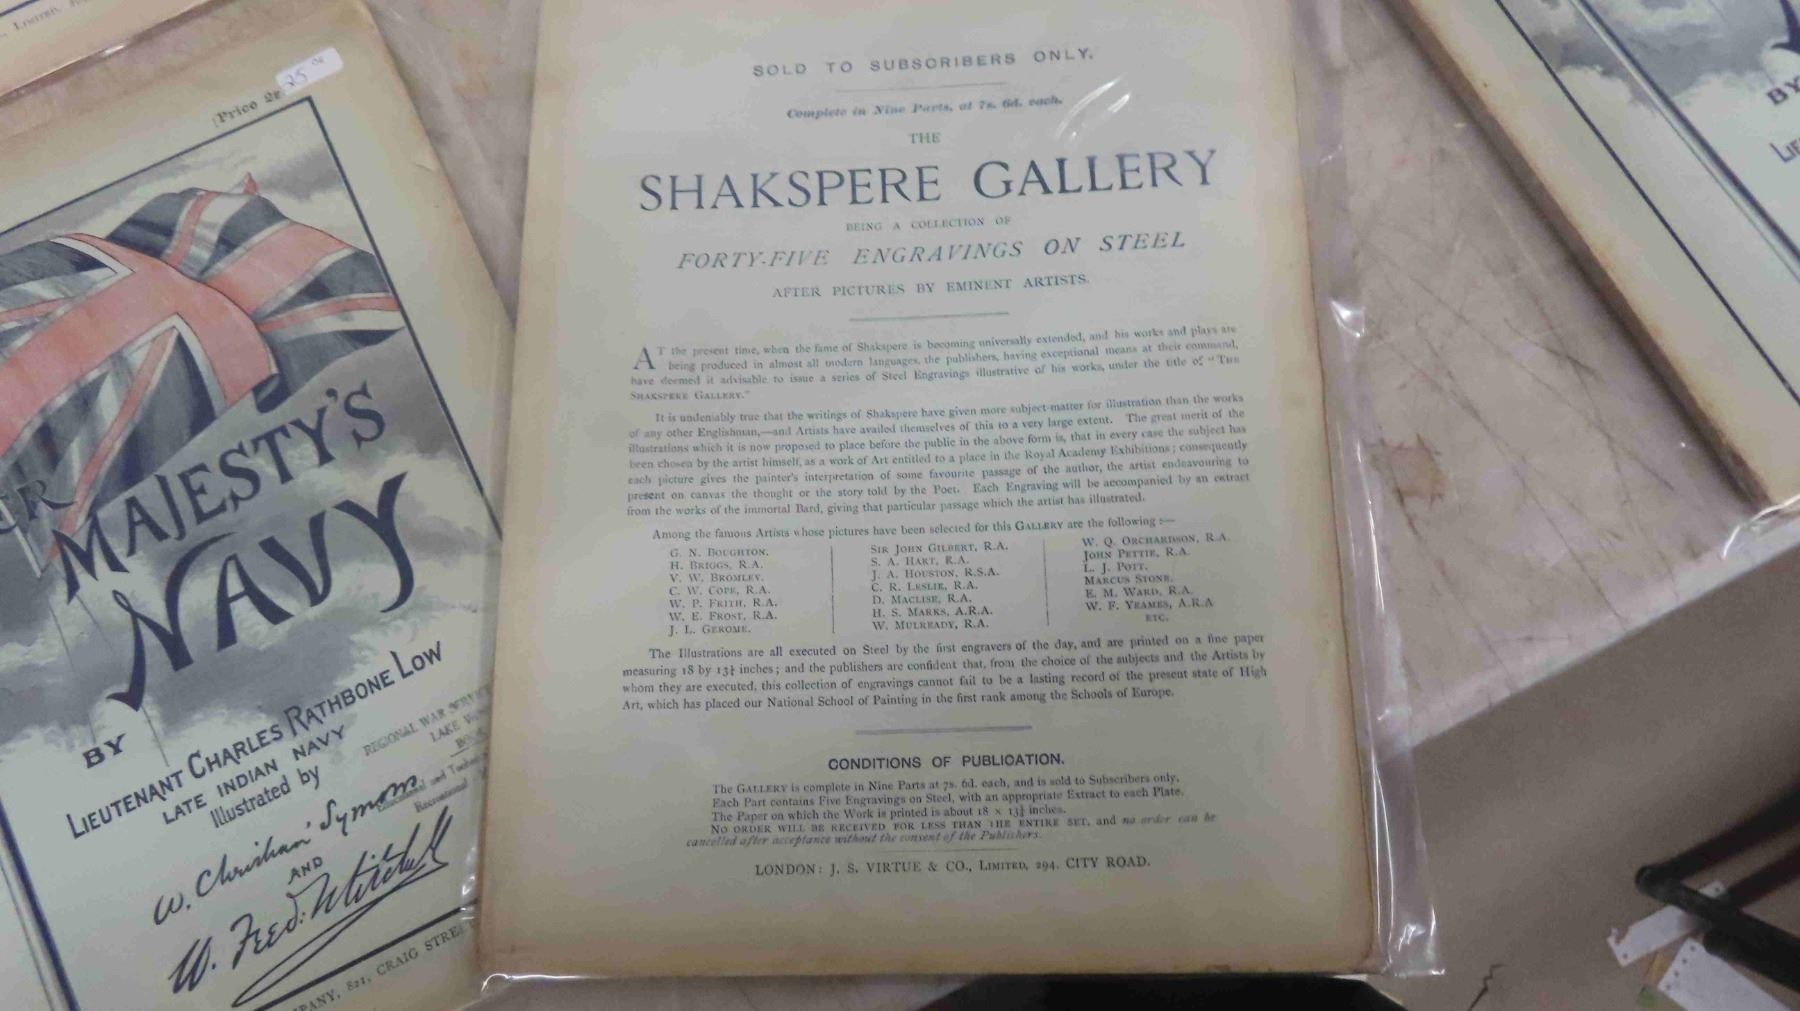 [Price 2
25
HER
MAJESTY'S
NAVY
BY
LIEUTENANT CHARLES RATHBONE LOW
LATE INDIAN NAVY
Illustrated by
W. Christian Symons
AND
W. Fred: Mitchell
821, CRAIG STRE
REGIONAL WAR SERV
LAKE
Recreational
SOLD TO SUBSCRIBERS ONLY.
Complete in Nine Parts, at 7s. 6d. each.
THE
SHAKSPERE GALLERY
BEING A COLLECTION OF
FORTY-FIVE ENGRAVINGS ON STEEL
AFTER PICTURES BY EMINENT ARTISTS.
AT the present time, when the fame of Shakspere is becoming universally extended, and his works and plays are
being produced in almost all modern languages, the publishers, having exceptional means at their command,
have deemed it advisable to issue a series of Steel Engravings illustrative of his works, under the title of "THE
SHAKSPERE GALLERY."
It is undeniably true that the writings of Shakspere have given more subject-matter for illustration than the works
of any other Englishman,—and Artists have availed themselves of this to a very large extent. The great merit of the
illustrations which it is now proposed to place before the public in the above form is, that in every case the subject has
been chosen by the artist himself, as a work of Art entitled to a place in the Royal Academy Exhibitions; consequently
each picture gives the painter's interpretation of some favourite passage of the author, the artist endeavouring to
present on canvas the thought or the story told by the Poet. Each Engraving will be accompanied by an extract
from the works of the immortal Bard, giving that particular passage which the artist has illustrated.
Among the famous Artists whose pictures have been selected for this GALLERY are the following:—
G. N. BOUGHTON.
H. BRIGGS, R.A.
V. W. BROMLEY.
C. W. COPE, R.A.
W. P. FRITH, R.A.
W. E. FROST, R.A.
J. L. GEROME.
SIR JOHN GILBERT, R.A.
S. A. HART, R.A.
J. A. HOUSTON, R.S.A.
C. R. LESLIE, R.A.
D. MACLISE, R.A.
H. S. MARKS, A.R.A.
W. MULREADY, R.A.
W. Q. ORCHARDSON, R.A.
JOHN PETTIE, R.A.
L. J. POTT.
MARCUS STONE.
E. M. WARD, R.A.
W. F. YEAMES, A.R.A
ETC.
The Illustrations are all executed on Steel by the first engravers of the day, and are printed on a fine paper
measuring 18 by 13½ inches; and the publishers are confident that, from the choice of the subjects and the Artists by
whom they are executed, this collection of engravings cannot fail to be a lasting record of the present state of High
Art, which has placed our National School of Painting in the first rank among the Schools of Europe.
CONDITIONS OF PUBLICATION.
The GALLERY is complete in Nine Parts at 7s. 6d. each, and is sold to Subscribers only.
Each Part contains Five Engravings on Steel, with an appropriate Extract to each Plate.
The Paper on which the Work is printed is about 18 x 13½ inches.
NO ORDER WILL BE RECEIVED FOR LESS THAN THE ENTIRE SET, and no order can be
cancelled after acceptance without the consent of the Publishers.
LONDON: J. S. VIRTUE & CO., LIMITED, 294, CITY ROAD.
BY
LIE